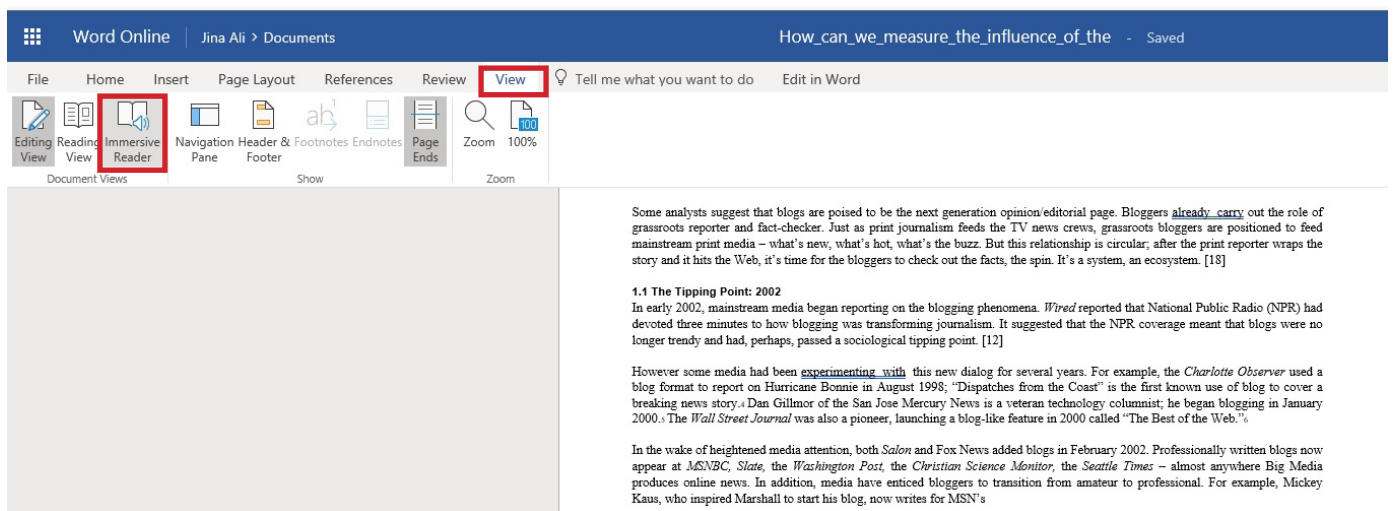 Word Online Jina Ali > Documents How_can_we_measure_the_influence_of_the - Saved
File Home Insert Page Layout References Review View Tell me what you want to do Edit in Word
Editing View
Reading View
Immersive Reader
Navigation Pane
Header & Footer
ab 1
Footnotes
Endnotes
Page Ends
Zoom
100
100%
Document Views Show Zoom
Some analysts suggest that blogs are poised to be the next generation opinion/editorial page. Bloggers already carry out the role of
grassroots reporter and fact-checker. Just as print journalism feeds the TV news crews, grassroots bloggers are positioned to feed
mainstream print media – what's new, what's hot, what's the buzz. But this relationship is circular; after the print reporter wraps the
story and it hits the Web, it's time for the bloggers to check out the facts, the spin. It's a system, an ecosystem. [18]
1.1 The Tipping Point: 2002
In early 2002, mainstream media began reporting on the blogging phenomena. Wired reported that National Public Radio (NPR) had
devoted three minutes to how blogging was transforming journalism. It suggested that the NPR coverage meant that blogs were no
longer trendy and had, perhaps, passed a sociological tipping point. [12]
However some media had been experimenting with this new dialog for several years. For example, the Charlotte Observer used a
blog format to report on Hurricane Bonnie in August 1998; “Dispatches from the Coast” is the first known use of blog to cover a
breaking news story.4 Dan Gillmor of the San Jose Mercury News is a veteran technology columnist; he began blogging in January
2000.5 The Wall Street Journal was also a pioneer, launching a blog-like feature in 2000 called “The Best of the Web.”6
In the wake of heightened media attention, both Salon and Fox News added blogs in February 2002. Professionally written blogs now
appear at MSNBC, Slate, the Washington Post, the Christian Science Monitor, the Seattle Times – almost anywhere Big Media
produces online news. In addition, media have enticed bloggers to transition from amateur to professional. For example, Mickey
Kaus, who inspired Marshall to start his blog, now writes for MSN's